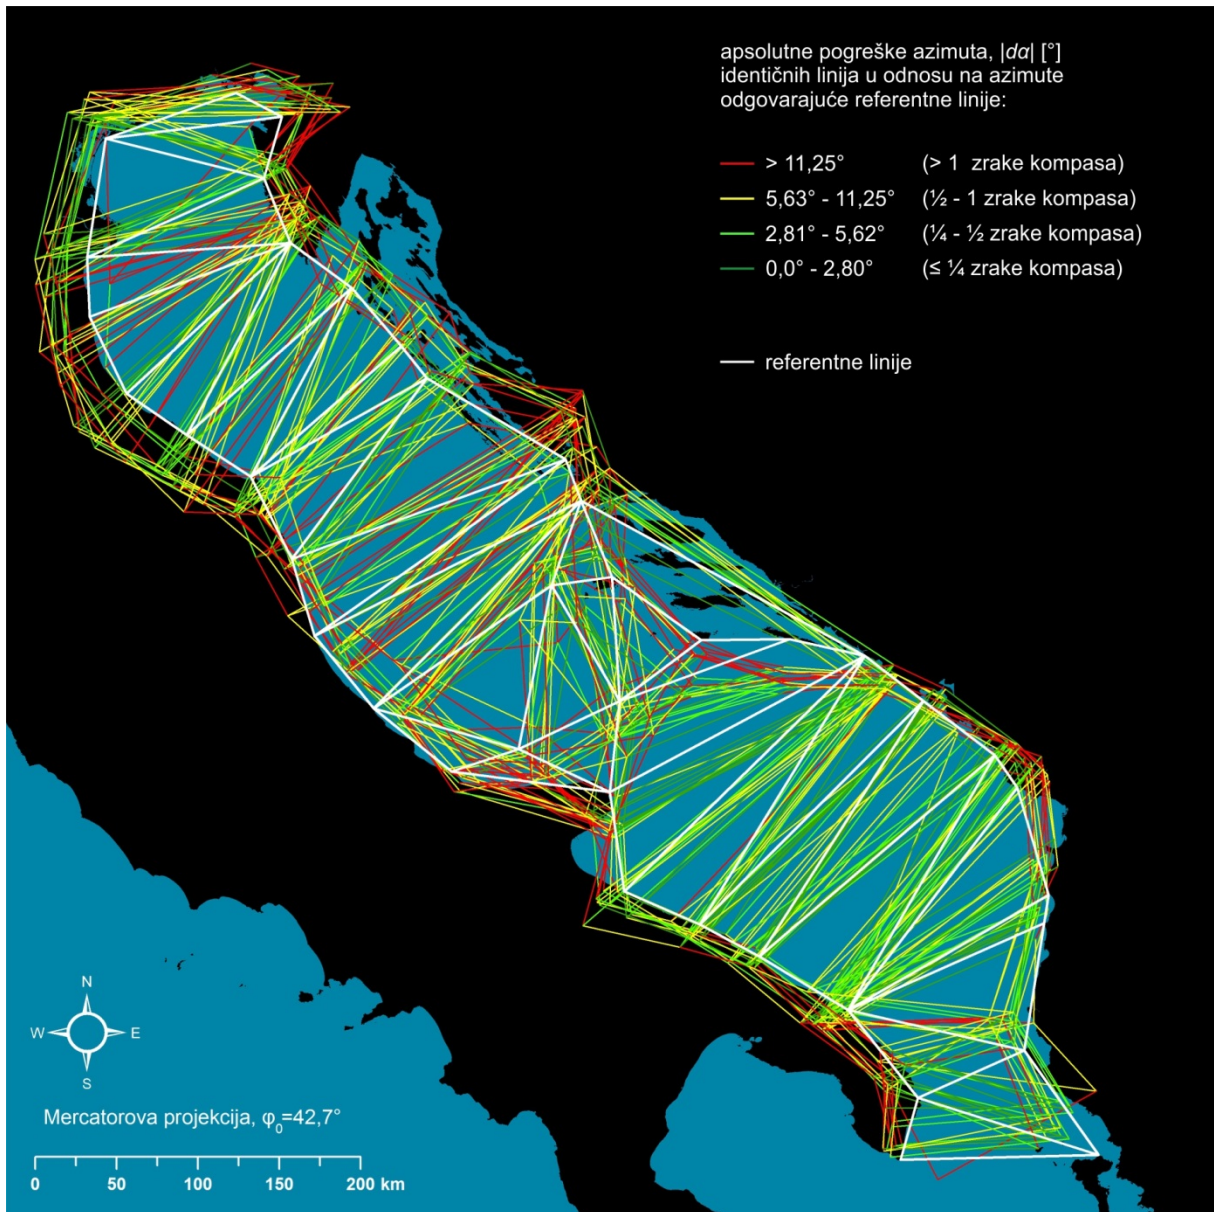 apsolutne pogreške azimuta, |dα| [°]
identičnih linija u odnosu na azimute
odgovarajuće referentne linije:
> 11,25° (> 1 zrake kompasa)
5,63° - 11,25° (½ - 1 zrake kompasa)
2,81° - 5,62° (¼ - ½ zrake kompasa)
0,0° - 2,80° (≤ ¼ zrake kompasa)
referentne linije
N
W E
S
Mercatorova projekcija, φ₀=42,7°
0 50 100 150 200 km